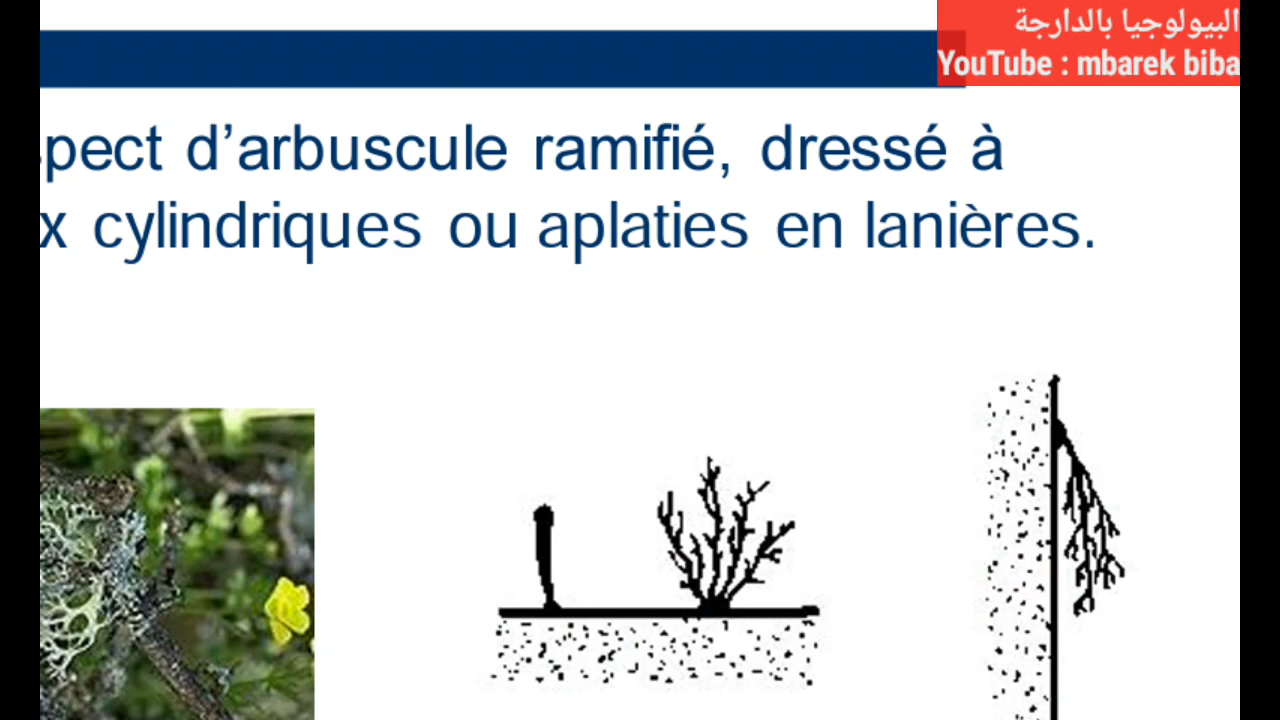 البيولوجيا بالدارجة
YouTube : mbarek biba
spect d’arbuscule ramifié, dressé à
x cylindriques ou aplaties en lanières.